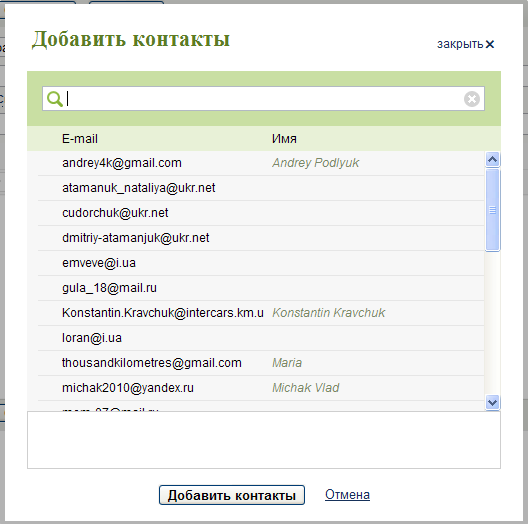 Добавить контакты
закрыть
E-mail Имя
andrey4k@gmail.com Andrey Podlyuk
atamanuk_nataliya@ukr.net
cudorchuk@ukr.net
dmitriy-atamanjuk@ukr.net
emveve@i.ua
gula_18@mail.ru
Konstantin.Kravchuk@intercars.km.u Konstantin Kravchuk
loran@i.ua
thousandkilometres@gmail.com Maria
michak2010@yandex.ru Michak Vlad
Добавить контакты Отмена